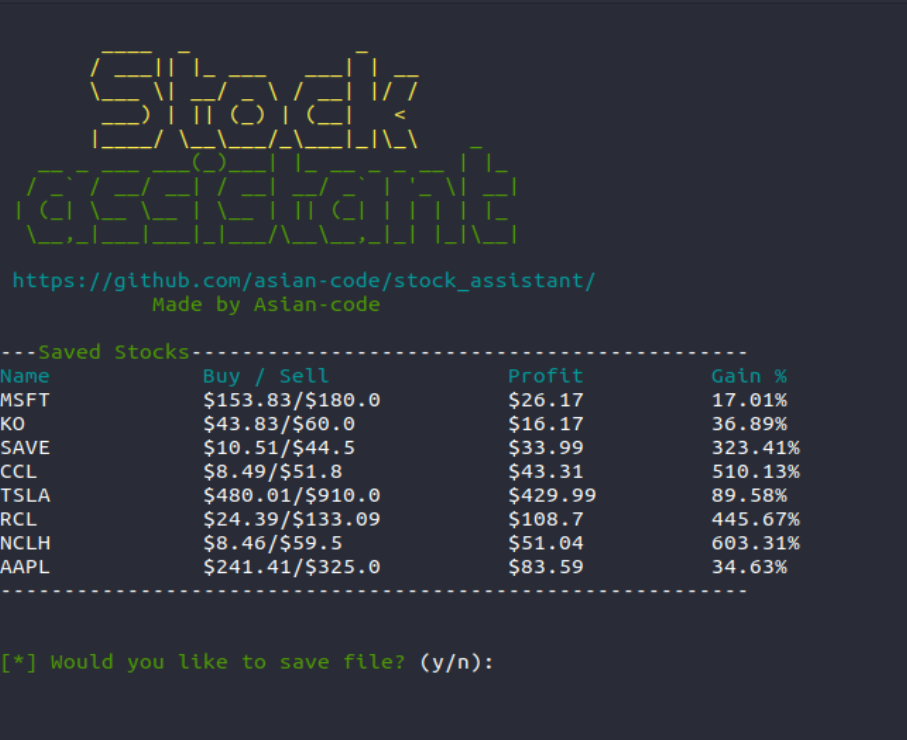 Stock
assistant
https://github.com/asian-code/stock_assistant/
Made by Asian-code
---Saved Stocks--------------------------------------------
Name Buy / Sell Profit Gain %
MSFT $153.83/$180.0 $26.17 17.01%
KO $43.83/$60.0 $16.17 36.89%
SAVE $10.51/$44.5 $33.99 323.41%
CCL $8.49/$51.8 $43.31 510.13%
TSLA $480.01/$910.0 $429.99 89.58%
RCL $24.39/$133.09 $108.7 445.67%
NCLH $8.46/$59.5 $51.04 603.31%
AAPL $241.41/$325.0 $83.59 34.63%
-----------------------------------------------------------
[*] Would you like to save file? (y/n):